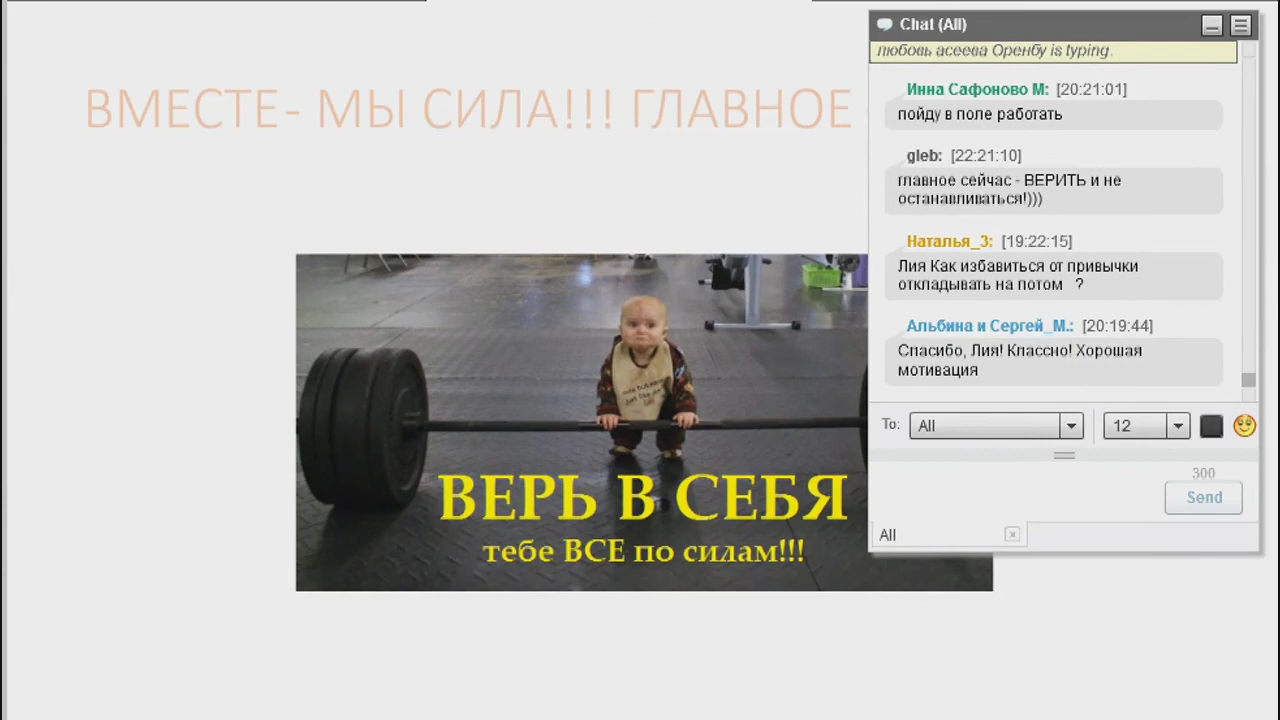 ВМЕСТЕ- МЫ СИЛА!!! ГЛАВНОЕ
ВЕРЬ В СЕБЯ
тебе ВСЕ по силам!!!
Chat (All)
любовь асеева Оренбу is typing.
Инна Сафоново М: [20:21:01]
пойду в поле работать
gleb: [22:21:10]
главное сейчас - ВЕРИТЬ и не
останавливаться!)))
Наталья_3: [19:22:15]
Лия Как избавиться от привычки
откладывать на потом ?
Альбина и Сергей_М.: [20:19:44]
Спасибо, Лия! Классно! Хорошая
мотивация
To: All 12
300
Send
All